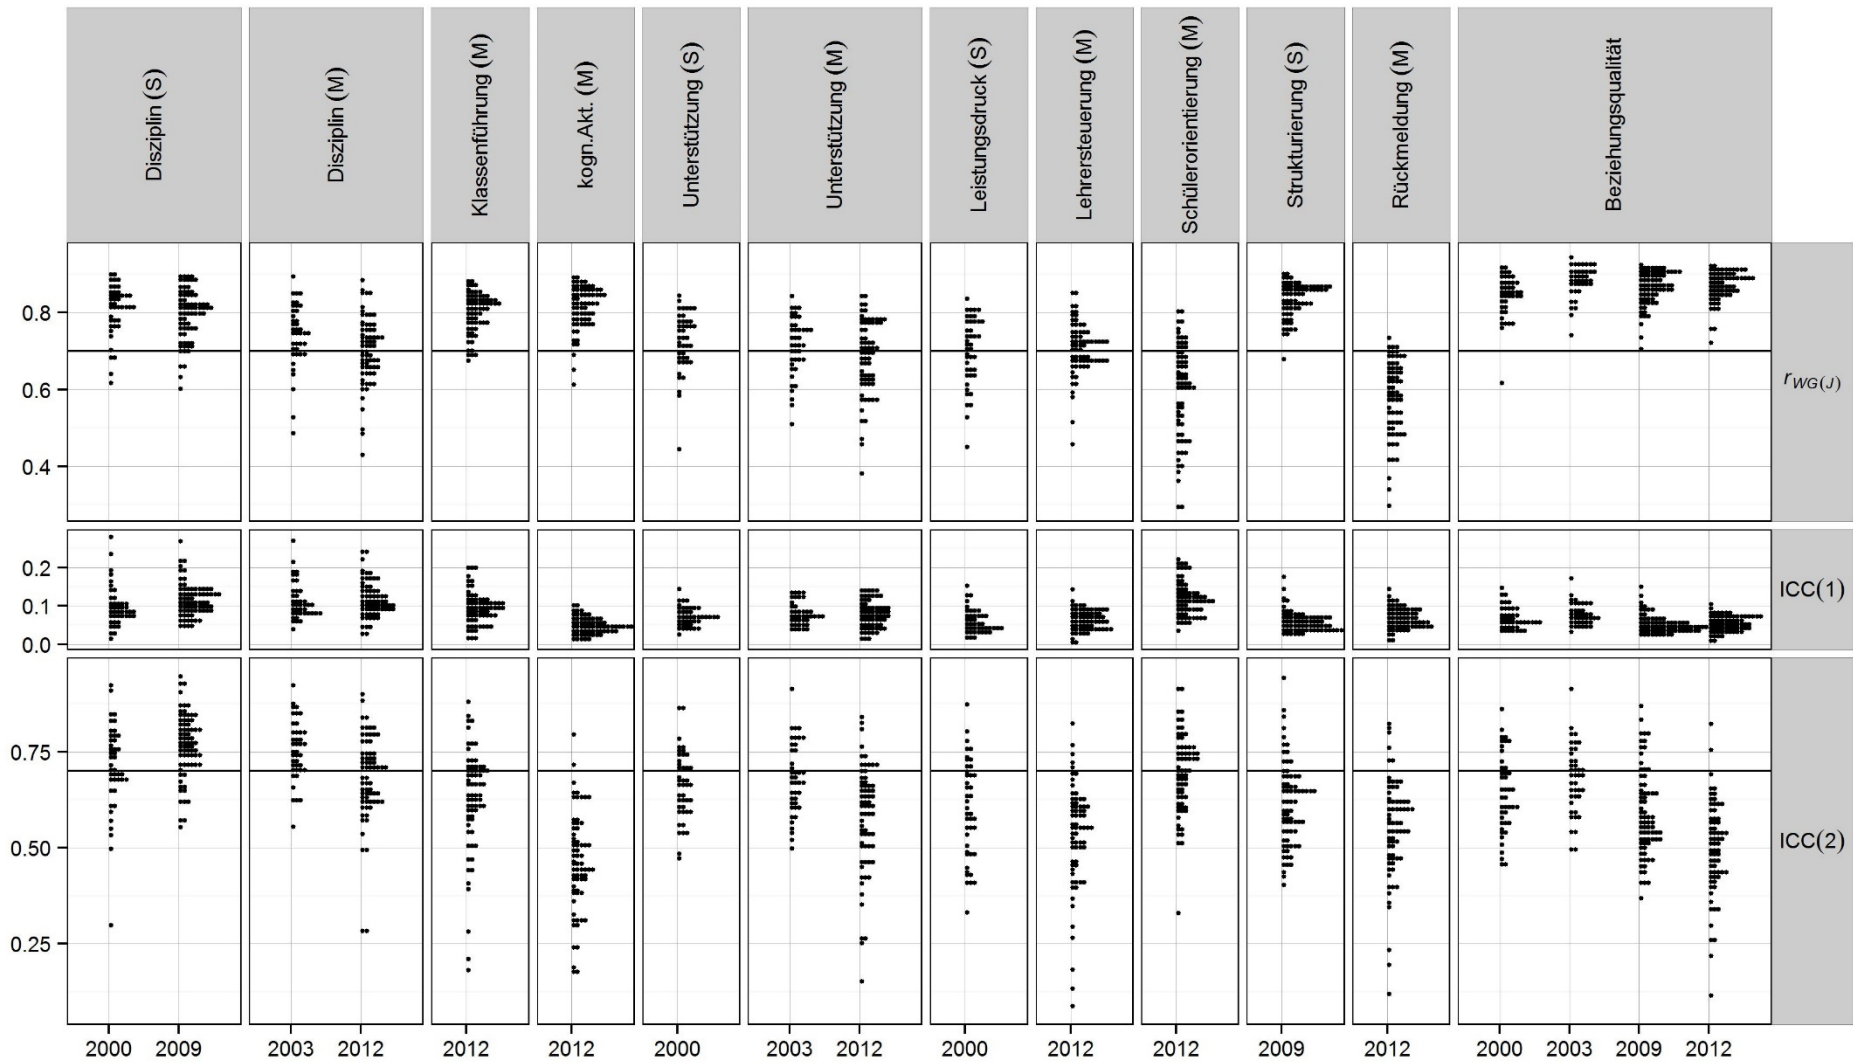 Disziplin (S)
Disziplin (M)
Klassenführung (M)
kogn.Akt. (M)
Unterstützung (S)
Unterstützung (M)
Leistungsdruck (S)
Lehrersteuerung (M)
Schülerorientierung (M)
Strukturierung (S)
Rückmeldung (M)
Beziehungsqualität
0.8
0.6
0.4
rWG(J)
0.2
0.1
0.0
ICC(1)
0.75
0.50
0.25
ICC(2)
2000 2009 2003 2012 2012 2012 2000 2003 2012 2000 2012 2012 2009 2012 2000 2003 2009 2012